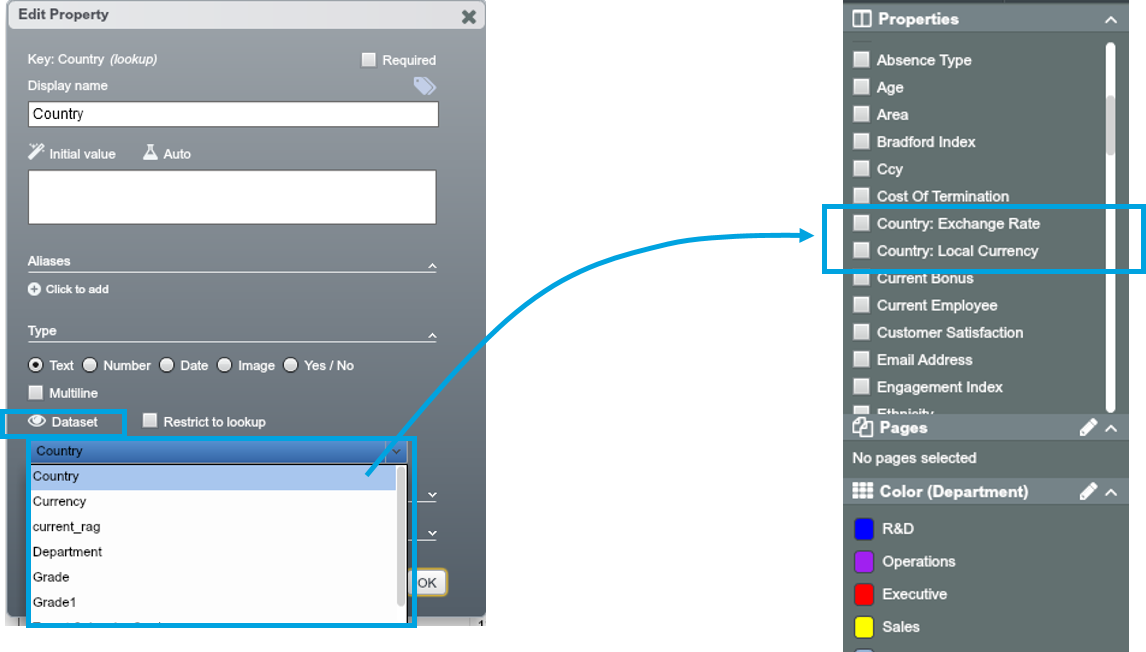 Edit Property
Key: Country (lookup)
Required
Display name
Country
Initial value
Auto
Aliases
Click to add
Type
Text
Number
Date
Image
Yes / No
Multiline
Dataset
Restrict to lookup
Country
Country
Currency
current_rag
Department
Grade
Grade1
OK
1
Properties
Absence Type
Age
Area
Bradford Index
Ccy
Cost Of Termination
Country: Exchange Rate
Country: Local Currency
Current Bonus
Current Employee
Customer Satisfaction
Email Address
Engagement Index
Ethnicity
Pages
No pages selected
Color (Department)
R&D
Operations
Executive
Sales